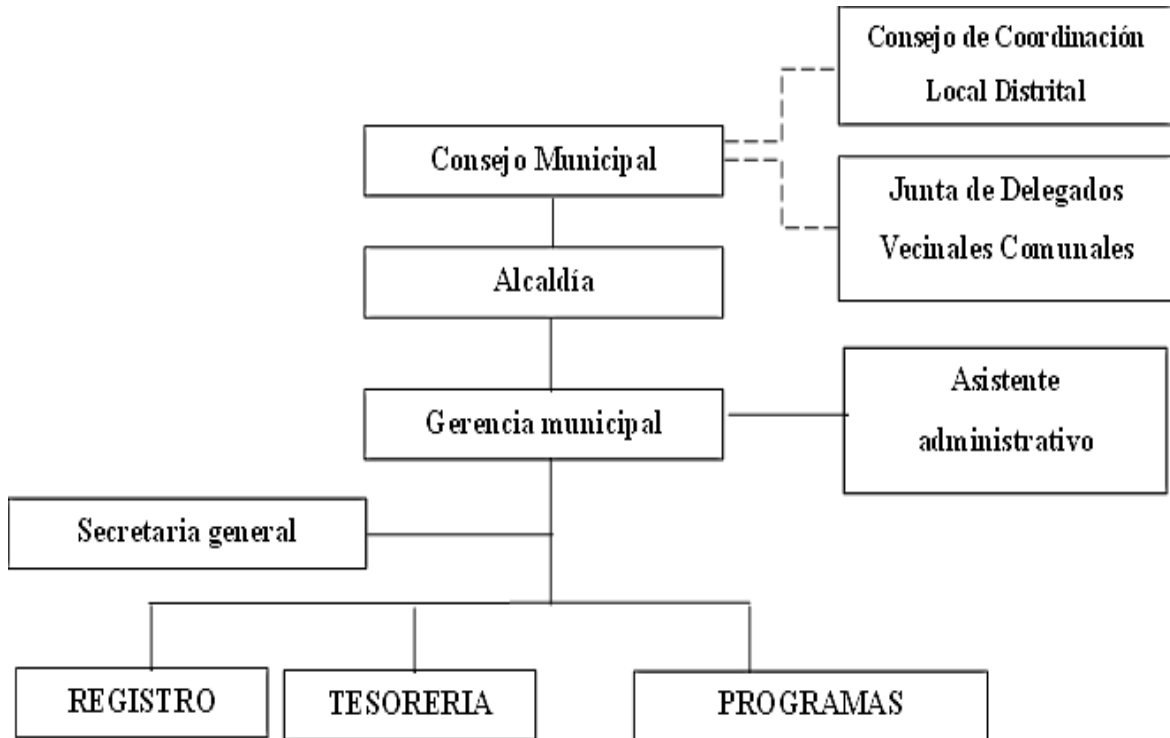 Consejo de Coordinación
Local Distrital
Consejo Municipal
Junta de Delegados
Vecinales Comunales
Alcaldía
Gerencia municipal
Asistente
administrativo
Secretaria general
REGISTRO
TESORERIA
PROGRAMAS